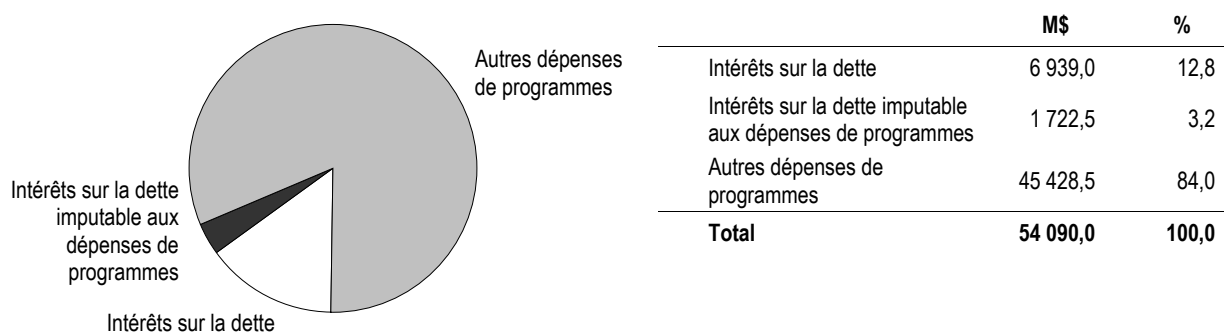 Autres dépenses
de programmes
Intérêts sur la dette
imputable aux
dépenses de
programmes
Intérêts sur la dette
M$ %
Intérêts sur la dette 6 939,0 12,8
Intérêts sur la dette imputable
aux dépenses de programmes 1 722,5 3,2
Autres dépenses de
programmes 45 428,5 84,0
Total 54 090,0 100,0